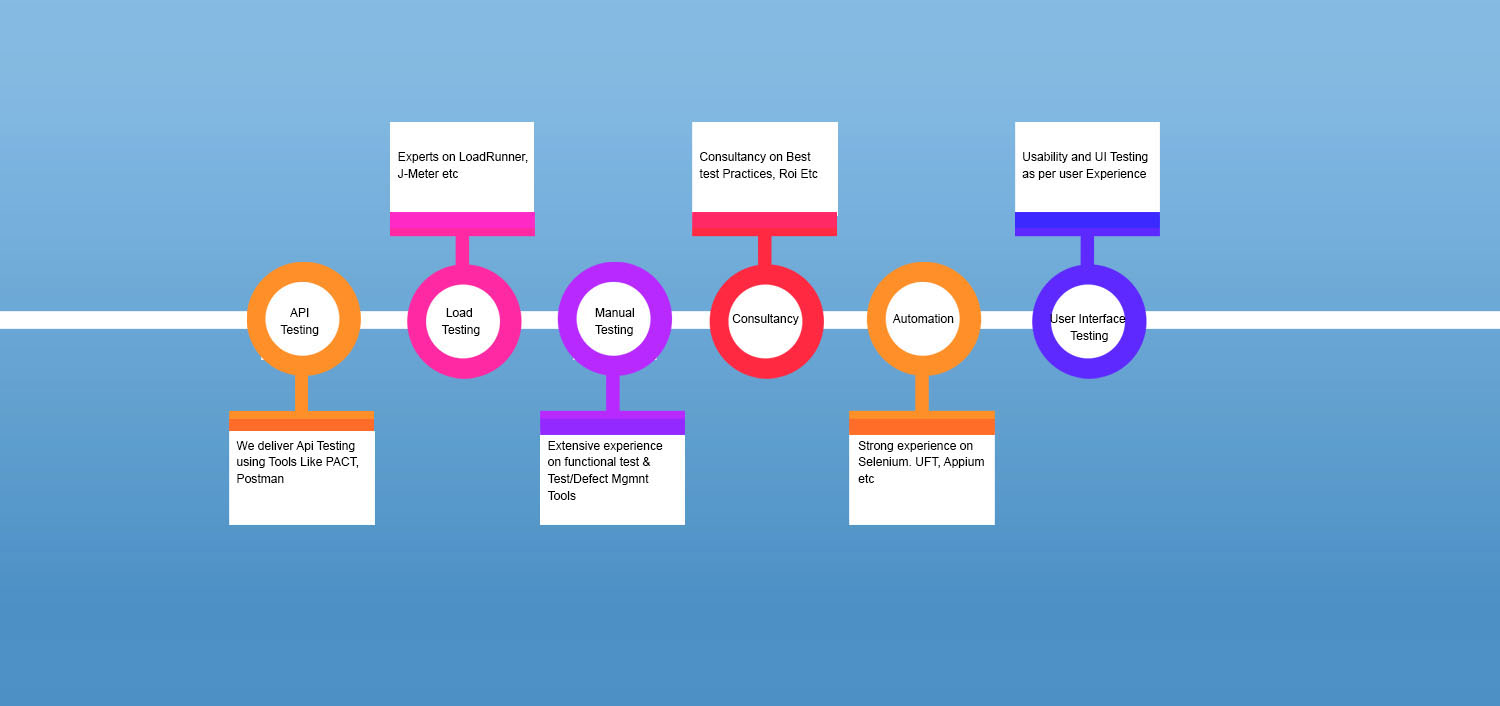 Experts on LoadRunner,
J-Meter etc
Consultancy on Best
test Practices, Roi Etc
Usability and UI Testing
as per user Experience
API
Testing
Load
Testing
Manual
Testing
Consultancy
Automation
User Interface
Testing
We deliver Api Testing
using Tools Like PACT,
Postman
Extensive experience
on functional test &
Test/Defect Mgmnt
Tools
Strong experience on
Selenium. UFT, Appium
etc